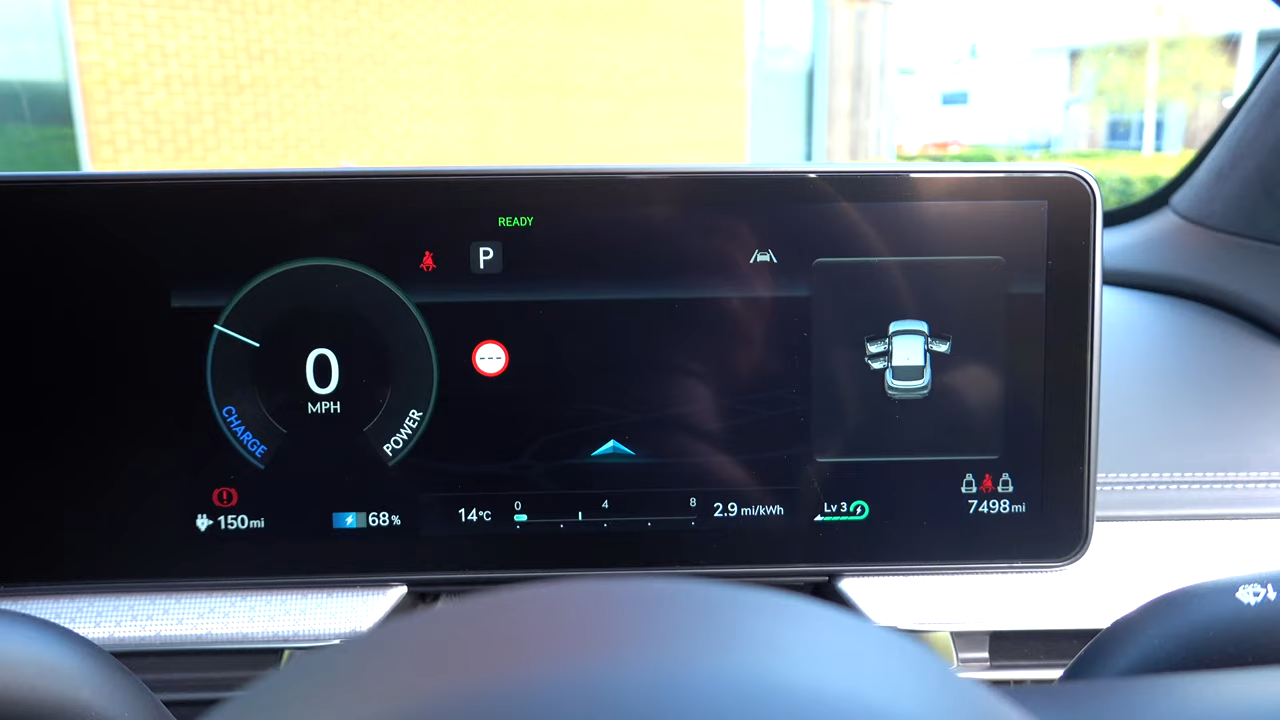 READY
P
0
MPH
CHARGE
POWER
---
150mi
68%
14°C
0 4 8
2.9 mi/kWh
Lv 3
7498mi